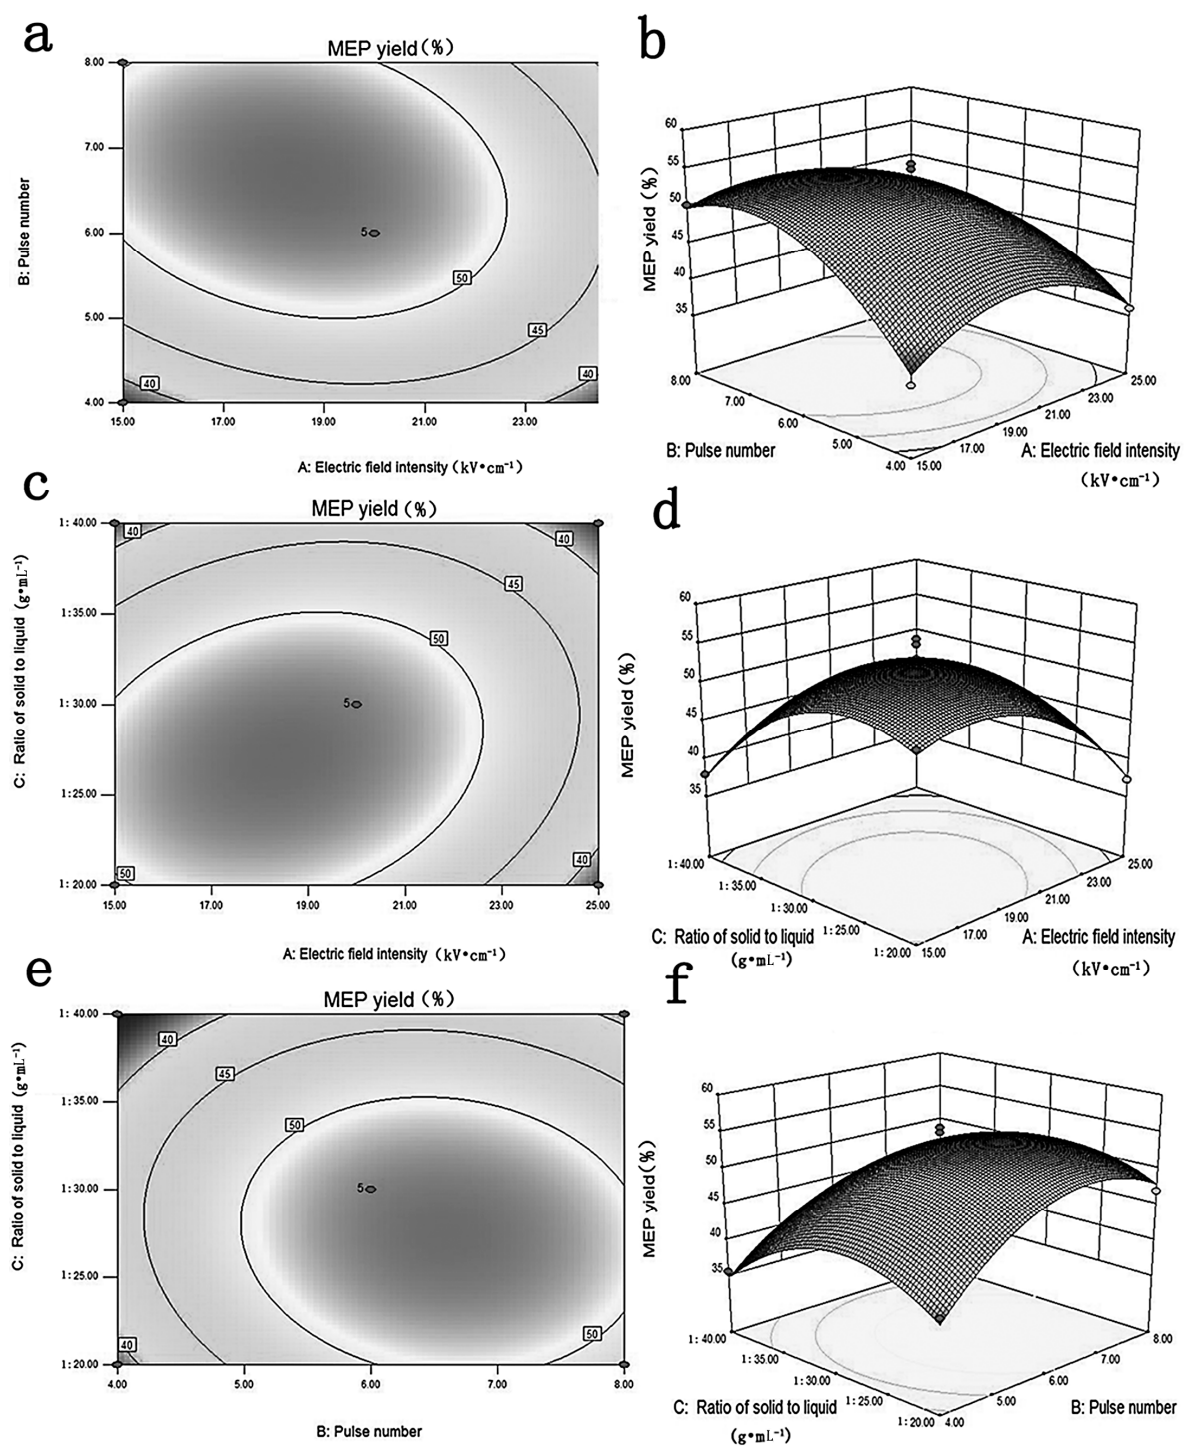 a
MEP yield(%)
8.00
7.00
6.00
5.00
4.00
B: Pulse number
5
50
45
40
40
15.00 17.00 19.00 21.00 23.00
A: Electric field intensity(kV•cm⁻¹)
b
60
55
50
45
40
35
MEP yield(%)
8.00
7.00
6.00
5.00
4.00
B: Pulse number
15.00
17.00
19.00
21.00
23.00
25.00
A: Electric field intensity
(kV•cm⁻¹)
c
MEP yield(%)
1:40.00
1:35.00
1:30.00
1:25.00
1:20.00
C: Ratio of solid to liquid (g•mL⁻¹)
40
40
45
50
5
50
40
15.00 17.00 19.00 21.00 23.00 25.00
A: Electric field intensity (kV•cm⁻¹)
d
60
55
50
45
40
35
MEP yield(%)
1:40.00
1:35.00
1:30.00
1:25.00
1:20.00
C: Ratio of solid to liquid
(g•mL⁻¹)
15.00
17.00
19.00
21.00
23.00
25.00
A: Electric field intensity
(kV•cm⁻¹)
e
MEP yield(%)
1:40.00
1:35.00
1:30.00
1:25.00
1:20.00
C: Ratio of solid to liquid (g•mL⁻¹)
40
45
50
5
50
40
4.00 5.00 6.00 7.00 8.00
B: Pulse number
f
60
55
50
45
40
35
MEP yield(%)
1:40.00
1:35.00
1:30.00
1:25.00
1:20.00
C: Ratio of solid to liquid
(g•mL⁻¹)
4.00
5.00
6.00
7.00
8.00
B: Pulse number